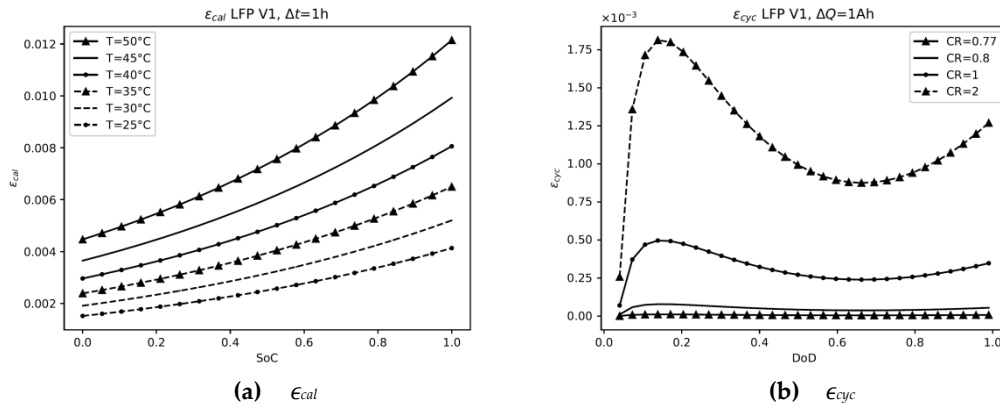 ε_cal LFP V1, Δt=1h
0.012
0.010
0.008
0.006
0.004
0.002
ε_cal
T=50°C
T=45°C
T=40°C
T=35°C
T=30°C
T=25°C
0.0 0.2 0.4 0.6 0.8 1.0
SoC
(a) ϵ_cal
ε_cyc LFP V1, ΔQ=1Ah
1e−3
1.75
1.50
1.25
1.00
0.75
0.50
0.25
0.00
ε_cyc
CR=0.77
CR=0.8
CR=1
CR=2
0.0 0.2 0.4 0.6 0.8 1.0
DoD
(b) ϵ_cyc